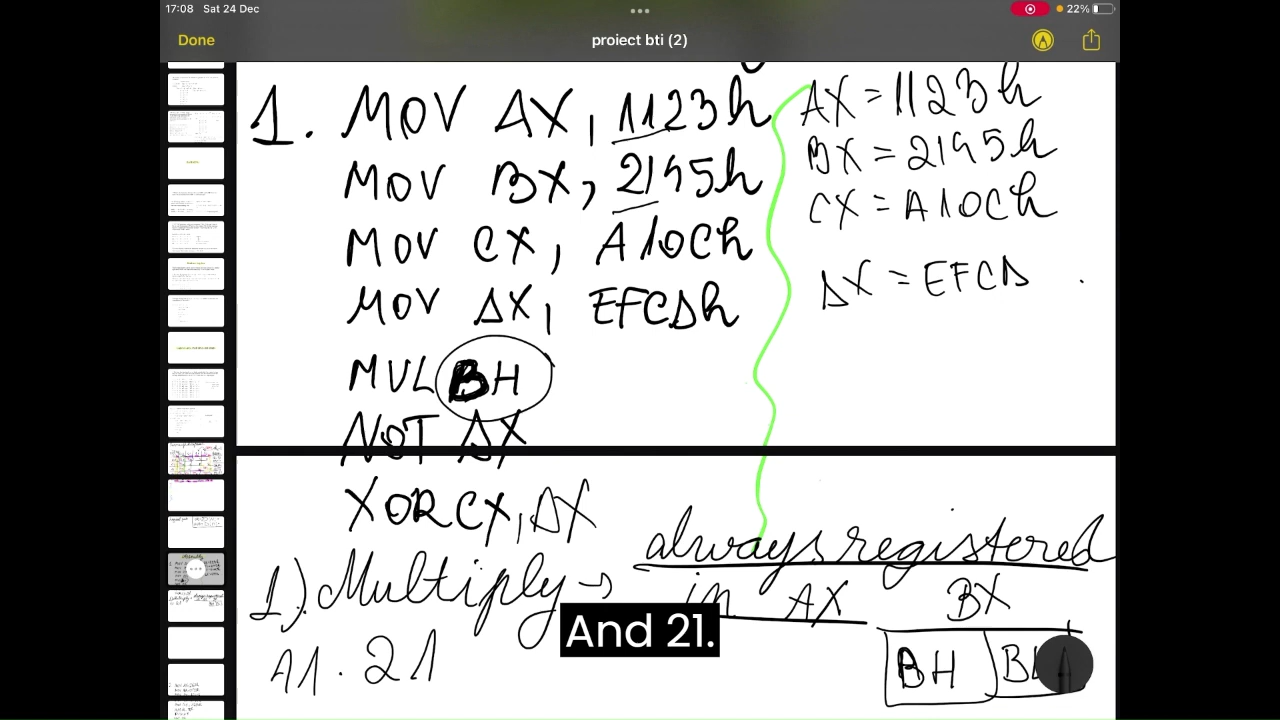 17:08 Sat 24 Dec
22%
Done
proiect bti (2)
1. MOV AX, 1123h
MOV BX, 2145h
MOV CX, A10Ch
MOV DX, EFCDh
MUL BH
NOT DX
XOR CX, DX
AX = 1123h
BX = 2145h
CX = A10Ch
DX = EFCD
1). Multiply → always registered
in AX
A1 . 21
BX
BH
And 21.